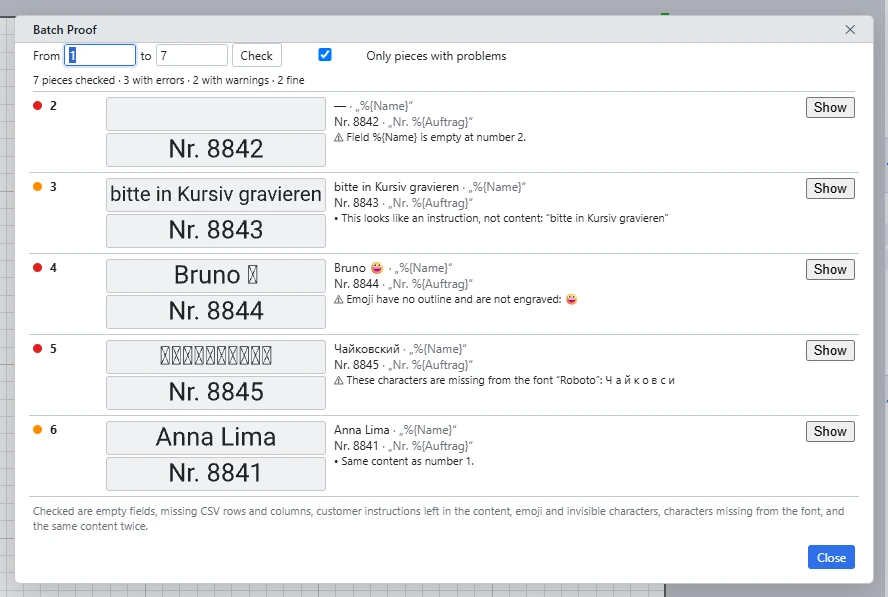 Batch Proof
From 1 to 7 Check Only pieces with problems
7 pieces checked · 3 with errors · 2 with warnings · 2 fine
2
Nr. 8842
— · „%{Name}“
Nr. 8842 · „Nr. %{Auftrag}“
⚠ Field %{Name} is empty at number 2.
Show
3
bitte in Kursiv gravieren
Nr. 8843
bitte in Kursiv gravieren · „%{Name}“
Nr. 8843 · „Nr. %{Auftrag}“
• This looks like an instruction, not content: “bitte in Kursiv gravieren”
Show
4
Bruno
Nr. 8844
Bruno 😀 · „%{Name}“
Nr. 8844 · „Nr. %{Auftrag}“
⚠ Emoji have no outline and are not engraved: 😀
Show
5
Nr. 8845
Чайковский · „%{Name}“
Nr. 8845 · „Nr. %{Auftrag}“
⚠ These characters are missing from the font “Roboto”: Ч а й к о в с и
Show
6
Anna Lima
Nr. 8841
Anna Lima · „%{Name}“
Nr. 8841 · „Nr. %{Auftrag}“
• Same content as number 1.
Show
Checked are empty fields, missing CSV rows and columns, customer instructions left in the content, emoji and invisible characters, characters missing from the font, and
the same content twice.
Close